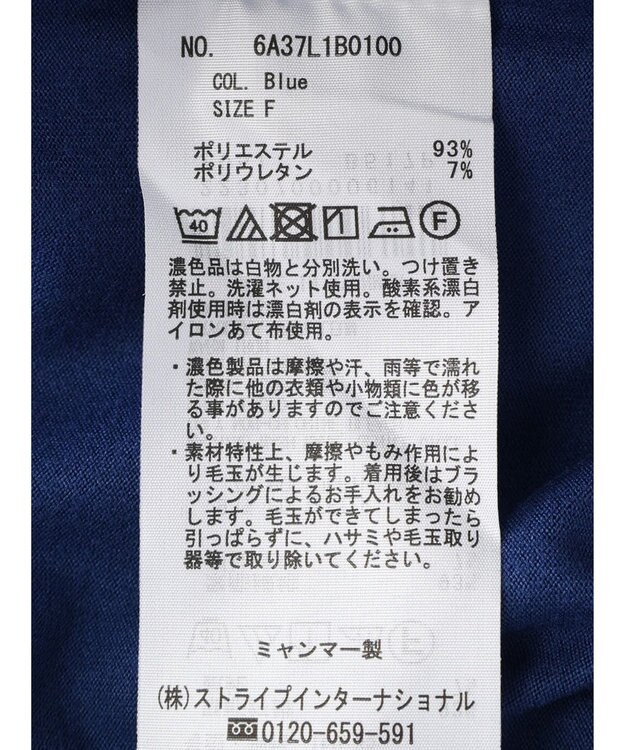 NO. 6A37L1B0100
COL. Blue
SIZE F
ポリエステル 93%
ポリウレタン 7%
40 F
濃色品は白物と分別洗い。つけ置き
禁止。洗濯ネット使用。酸素系漂白
剤使用時は漂白剤の表示を確認。ア
イロンあて布使用。
・濃色製品は摩擦や汗、雨等で濡れ
た際に他の衣類や小物類に色が移
る事がありますのでご注意くださ
い。
・素材特性上、摩擦やもみ作用によ
り毛玉が生じます。着用後はブラ
ッシングによるお手入れをお勧め
します。毛玉ができてしまったら
引っぱらずに、ハサミや毛玉取り
器等で取り除いてください。
ミャンマー製
(株)ストライプインターナショナル
0120-659-591